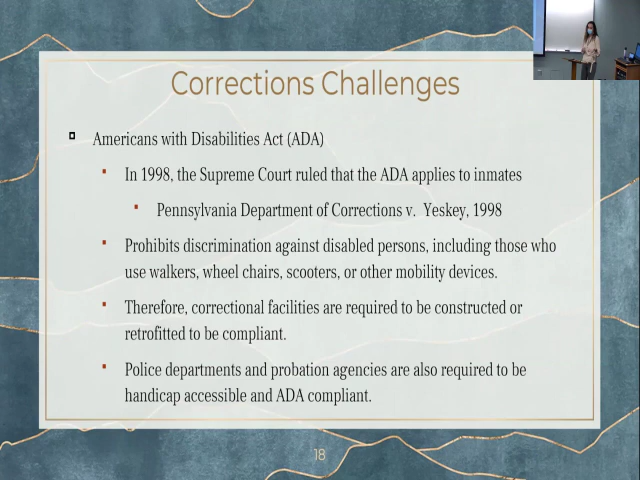 Corrections Challenges
Americans with Disabilities Act (ADA)
In 1998, the Supreme Court ruled that the ADA applies to inmates
Pennsylvania Department of Corrections v. Yeskey, 1998
Prohibits discrimination against disabled persons, including those who
use walkers, wheel chairs, scooters, or other mobility devices.
Therefore, correctional facilities are required to be constructed or
retrofitted to be compliant.
Police departments and probation agencies are also required to be
handicap accessible and ADA compliant.
18